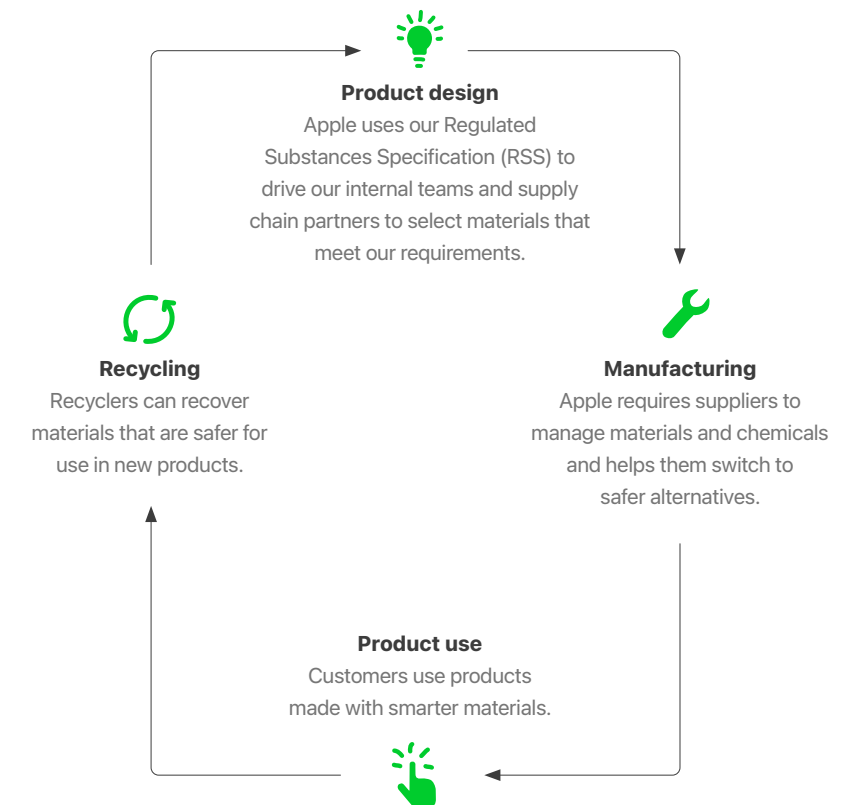 Product design
Apple uses our Regulated
Substances Specification (RSS) to
drive our internal teams and supply
chain partners to select materials that
meet our requirements.
Manufacturing
Apple requires suppliers to
manage materials and chemicals
and helps them switch to
safer alternatives.
Product use
Customers use products
made with smarter materials.
Recycling
Recyclers can recover
materials that are safer for
use in new products.